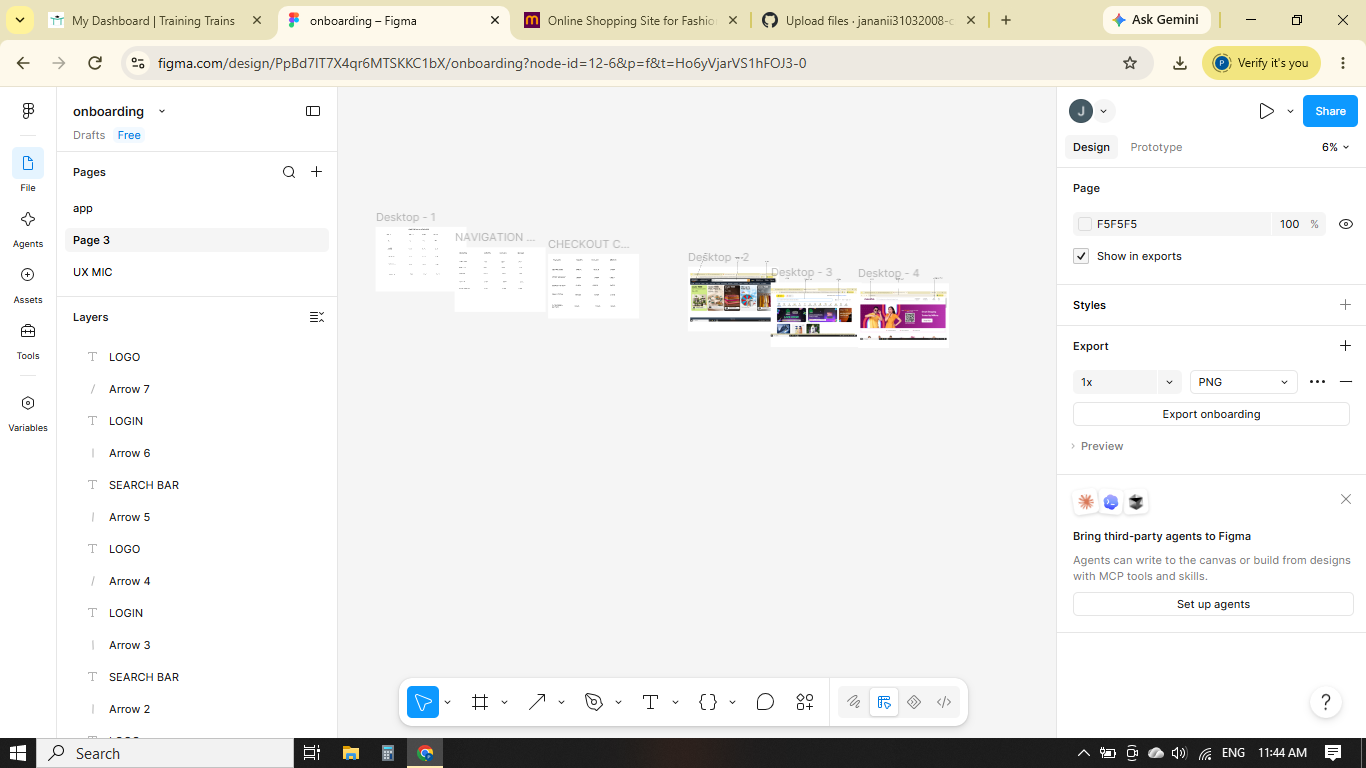 My Dashboard | Training Trains
onboarding – Figma
Online Shopping Site for Fashio
Upload files · jananii31032008-c
Ask Gemini
figma.com/design/PpBd7IT7X4qr6MTSKKC1bX/onboarding?node-id=12-6&p=f&t=Ho6yVjarVS1hFOJ3-0
P
Verify it's you
onboarding
Drafts
Free
File
Agents
Assets
Tools
Variables
Pages
app
Page 3
UX MIC
Layers
LOGO
Arrow 7
LOGIN
Arrow 6
SEARCH BAR
Arrow 5
LOGO
Arrow 4
LOGIN
Arrow 3
SEARCH BAR
Arrow 2
Desktop - 1
NAVIGATION ...
CHECKOUT C...
Desktop - 2
Desktop - 3
Desktop - 4
J
Share
Design
Prototype
6%
Page
F5F5F5
100
%
Show in exports
Styles
Export
1x
PNG
Export onboarding
Preview
Bring third-party agents to Figma
Agents can write to the canvas or build from designs
with MCP tools and skills.
Set up agents
?
Search
ENG
11:44 AM